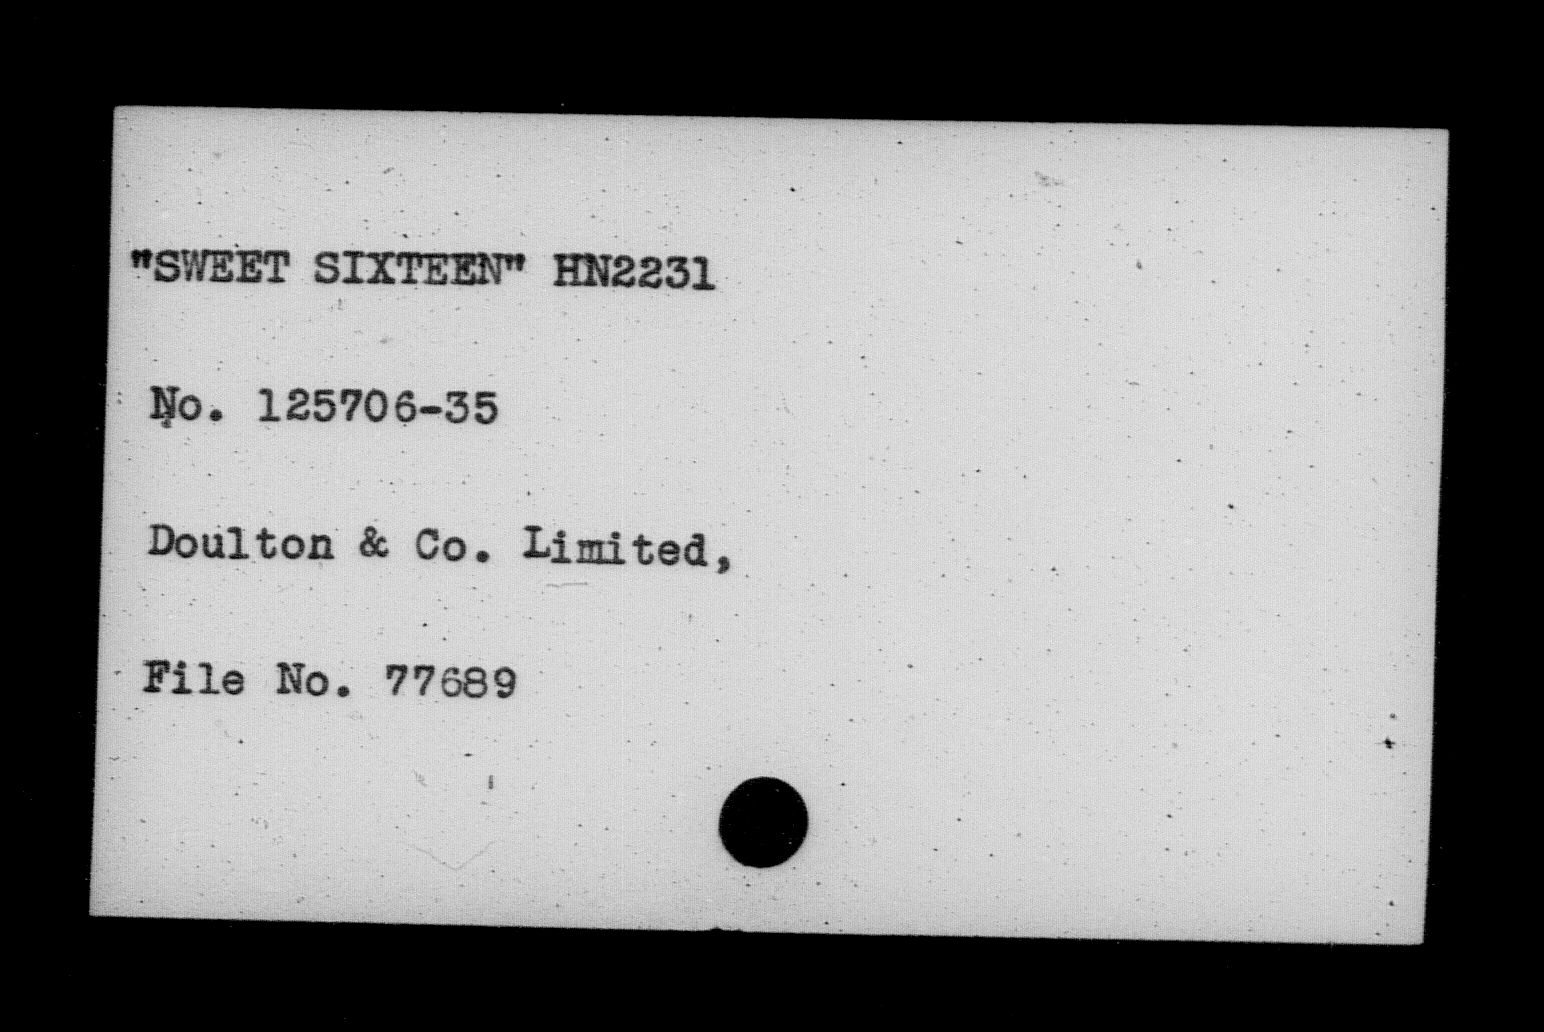 "SWEET SIXTEEN" HN2231
No. 125706-35
Doulton & Co. Limited,
File No. 77689